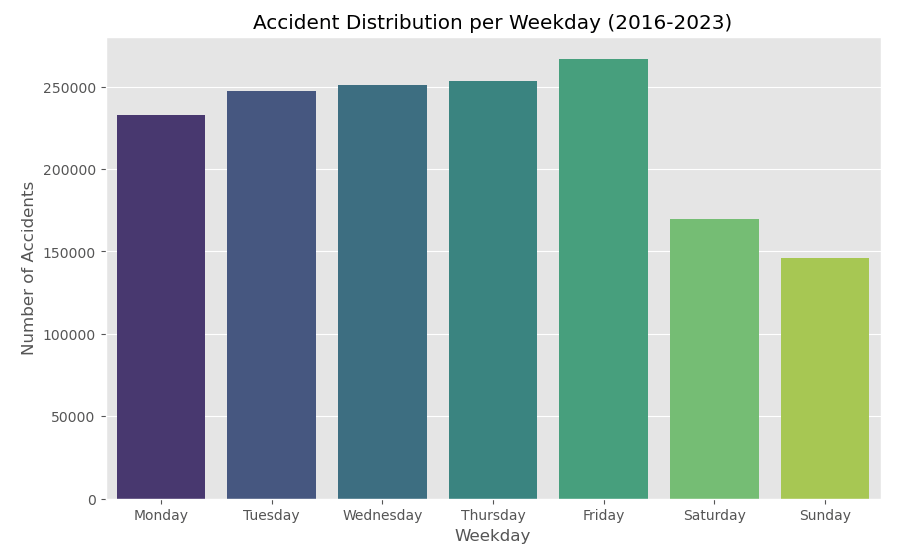 Accident Distribution per Weekday (2016-2023)
Number of Accidents
250000
200000
150000
100000
50000
0
Monday Tuesday Wednesday Thursday Friday Saturday Sunday
Weekday